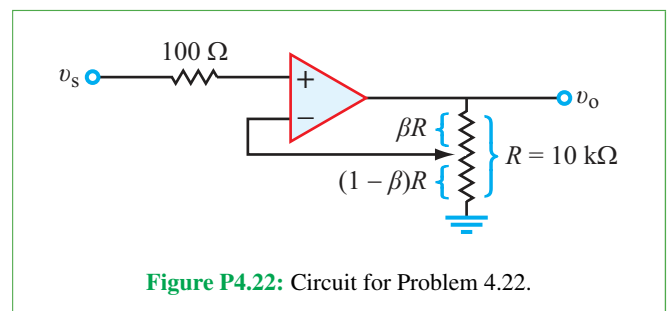 100 Ω
υs
+
−
υo
βR
R = 10 kΩ
(1 − β)R
Figure P4.22: Circuit for Problem 4.22.